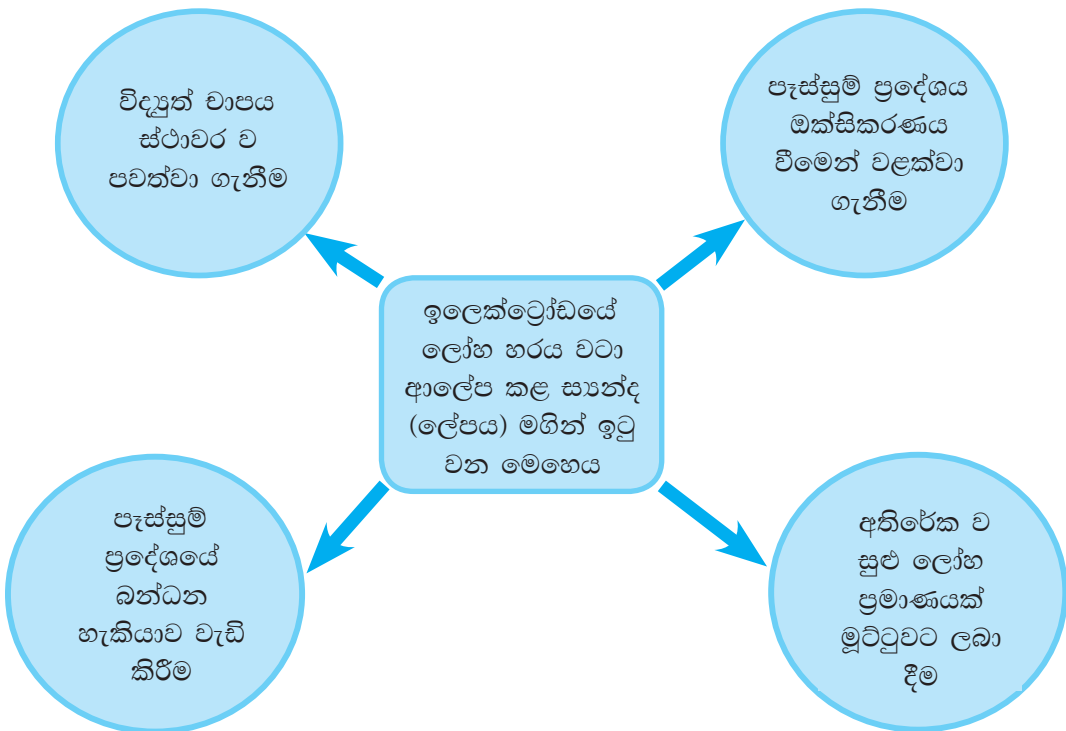 විද්‍යුත් චාපය
ස්ථාවර ව
පවත්වා ගැනීම
පෑස්සුම් ප්‍රදේශය
ඔක්සිකරණය
වීමෙන් වළක්වා
ගැනීම
ඉලෙක්ට්‍රෝඩයේ
ලෝහ හරය වටා
ආලේප කළ ස්‍යන්ද
(ලේපය) මගින් ඉටු
වන මෙහෙය
පෑස්සුම්
ප්‍රදේශයේ
බන්ධන
හැකියාව වැඩි
කිරීම
අතිරේක ව
සුළු ලෝහ
ප්‍රමාණයක්
මූට්ටුවට ලබා
දීම